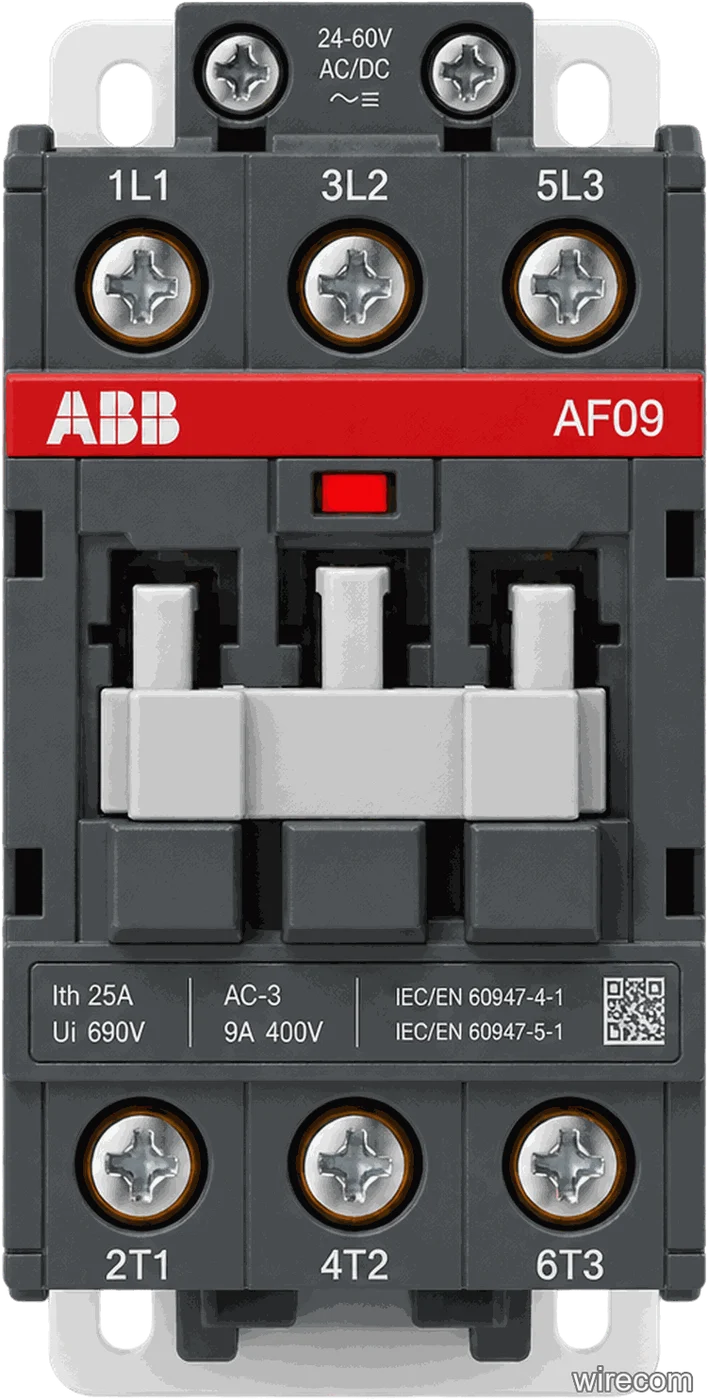 24-60V
AC/DC
1L1 3L2 5L3
ABB AF09
Ith 25A AC-3 IEC/EN 60947-4-1
Ui 690V 9A 400V IEC/EN 60947-5-1
2T1 4T2 6T3
wirecom